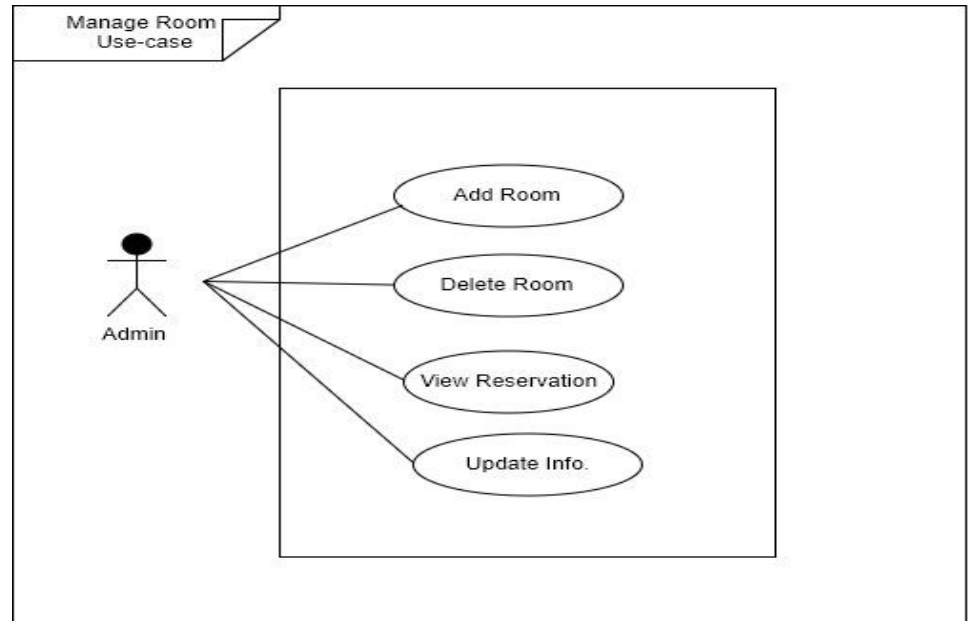 Manage Room
Use-case
Add Room
Delete Room
Admin
View Reservation
Update Info.